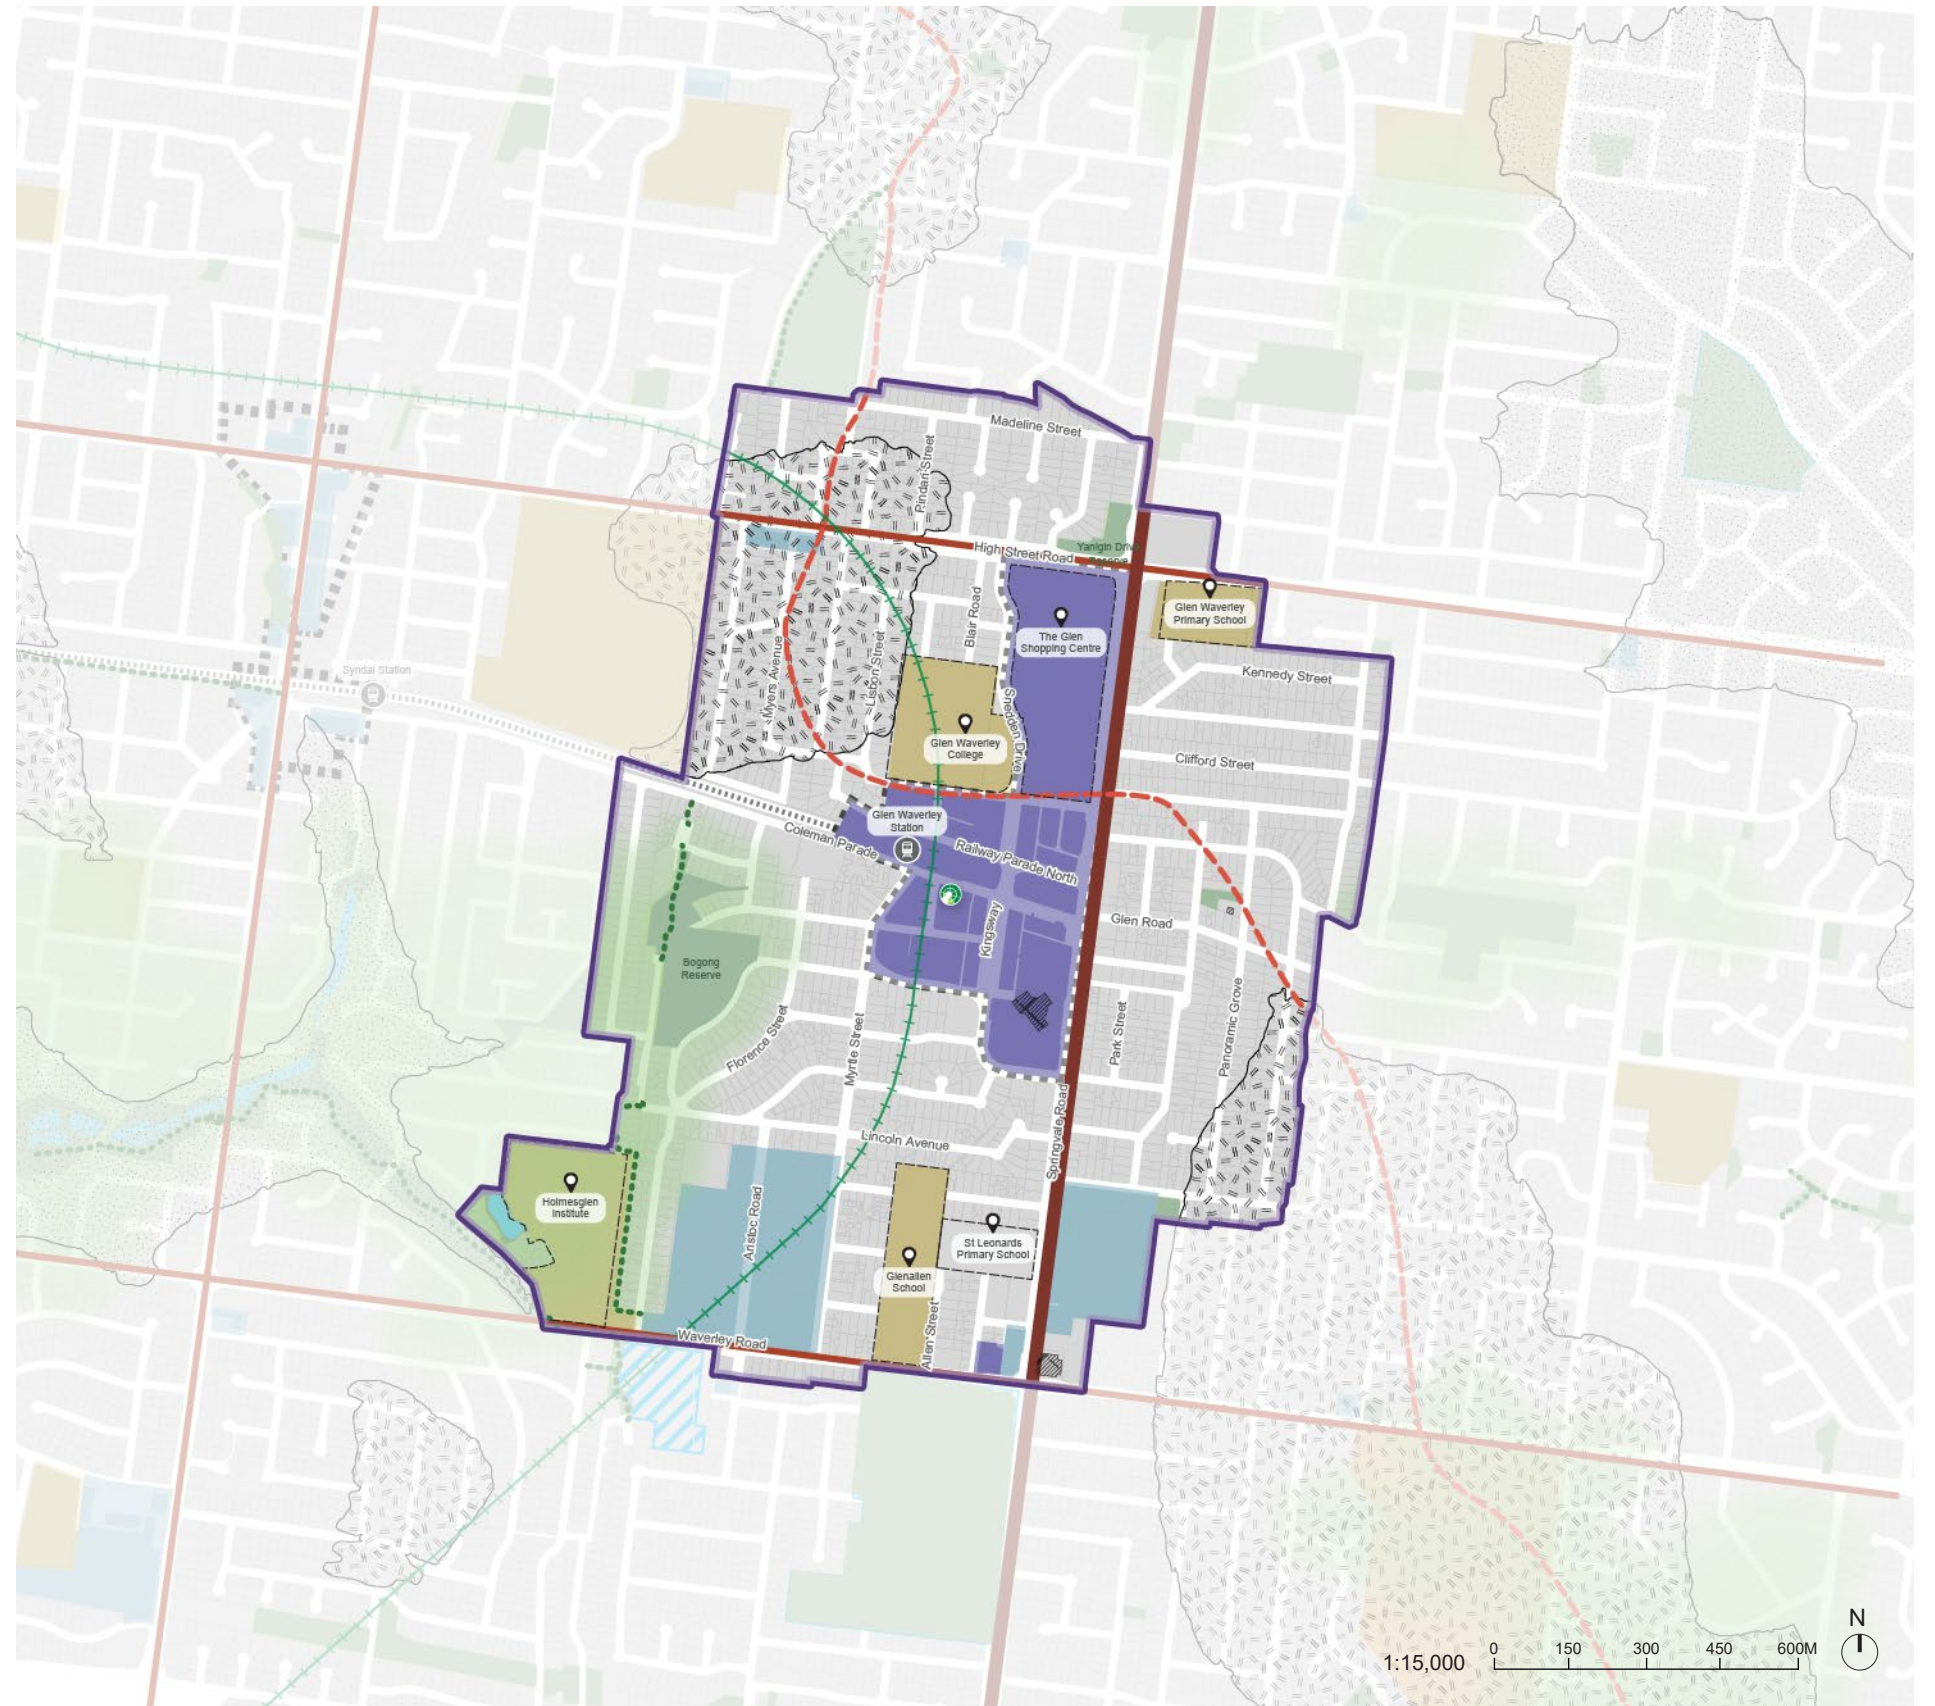 Madeline Street
Pindari Street
High Street Road
Yanigin Drive
Reserve
Glen Waverley
Primary School
Blair Road
The Glen
Shopping Centre
Syndal Station
Myers Avenue
Lisbon Street
Kennedy Street
Snedden Drive
Glen Waverley
College
Clifford Street
Glen Waverley
Station
Coleman Parade
Railway Parade North
Kingsway
Glen Road
Bogong
Reserve
Florence Street
Myrtle Street
Park Street
Panoramic Grove
Springvale Road
Lincoln Avenue
Holmesglen
Institute
Aristoc Road
St Leonards
Primary School
Glenallen
School
Allen Street
Waverley Road
N
1:15,000
0 150 300 450 600M